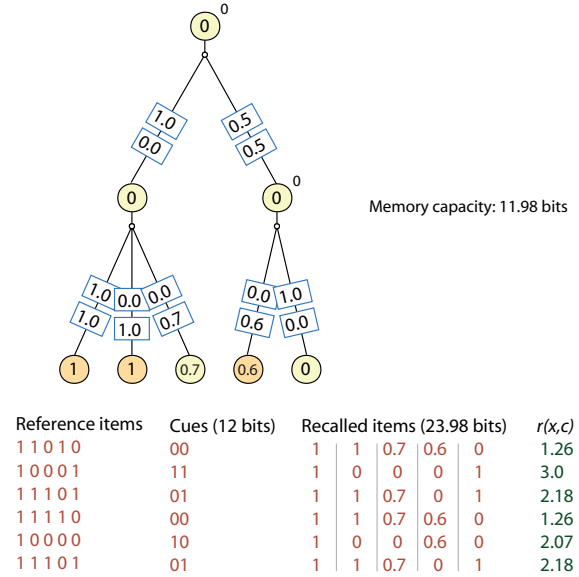 0
0
1.0
0.5
0.0
0.5
0
0
0
Memory capacity: 11.98 bits
1.0 0.0 0.0
0.0 1.0
1.0 1.0 0.7
0.6 0.0
1 1 0.7 0.6 0
Reference items Cues (12 bits) Recalled items (23.98 bits) r(x,c)
1 1 0 1 0 00 1 1 0.7 0.6 0 1.26
1 0 0 0 1 11 1 0 0 0 1 3.0
1 1 1 0 1 01 1 1 0.7 0 1 2.18
1 1 1 1 0 00 1 1 0.7 0.6 0 1.26
1 0 0 0 0 10 1 0 0 0.6 0 2.07
1 1 1 0 1 01 1 1 0.7 0 1 2.18